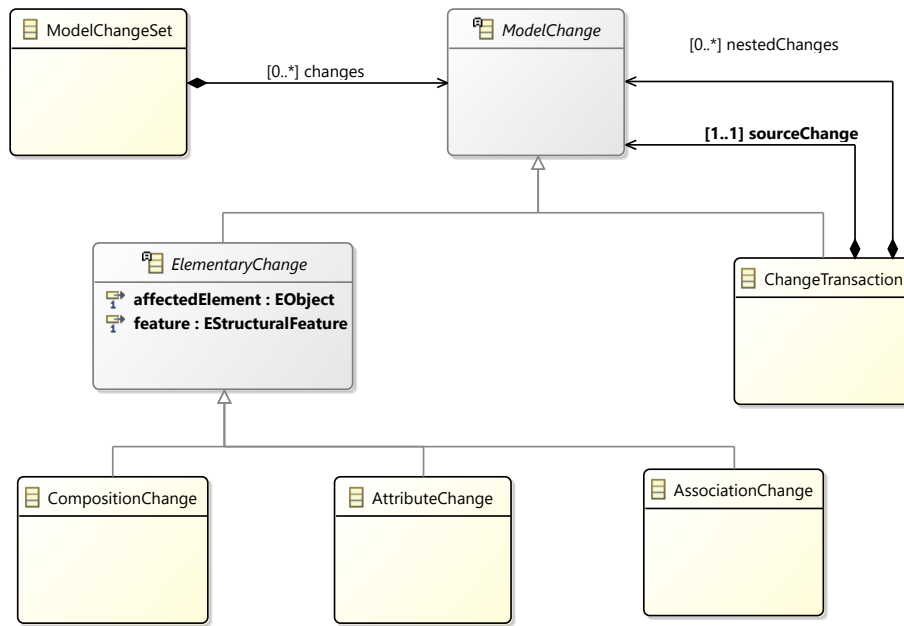 ModelChangeSet
ModelChange
[0..*] nestedChanges
[0..*] changes
[1..1] sourceChange
ElementaryChange
affectedElement : EObject
feature : EStructuralFeature
ChangeTransaction
CompositionChange
AttributeChange
AssociationChange